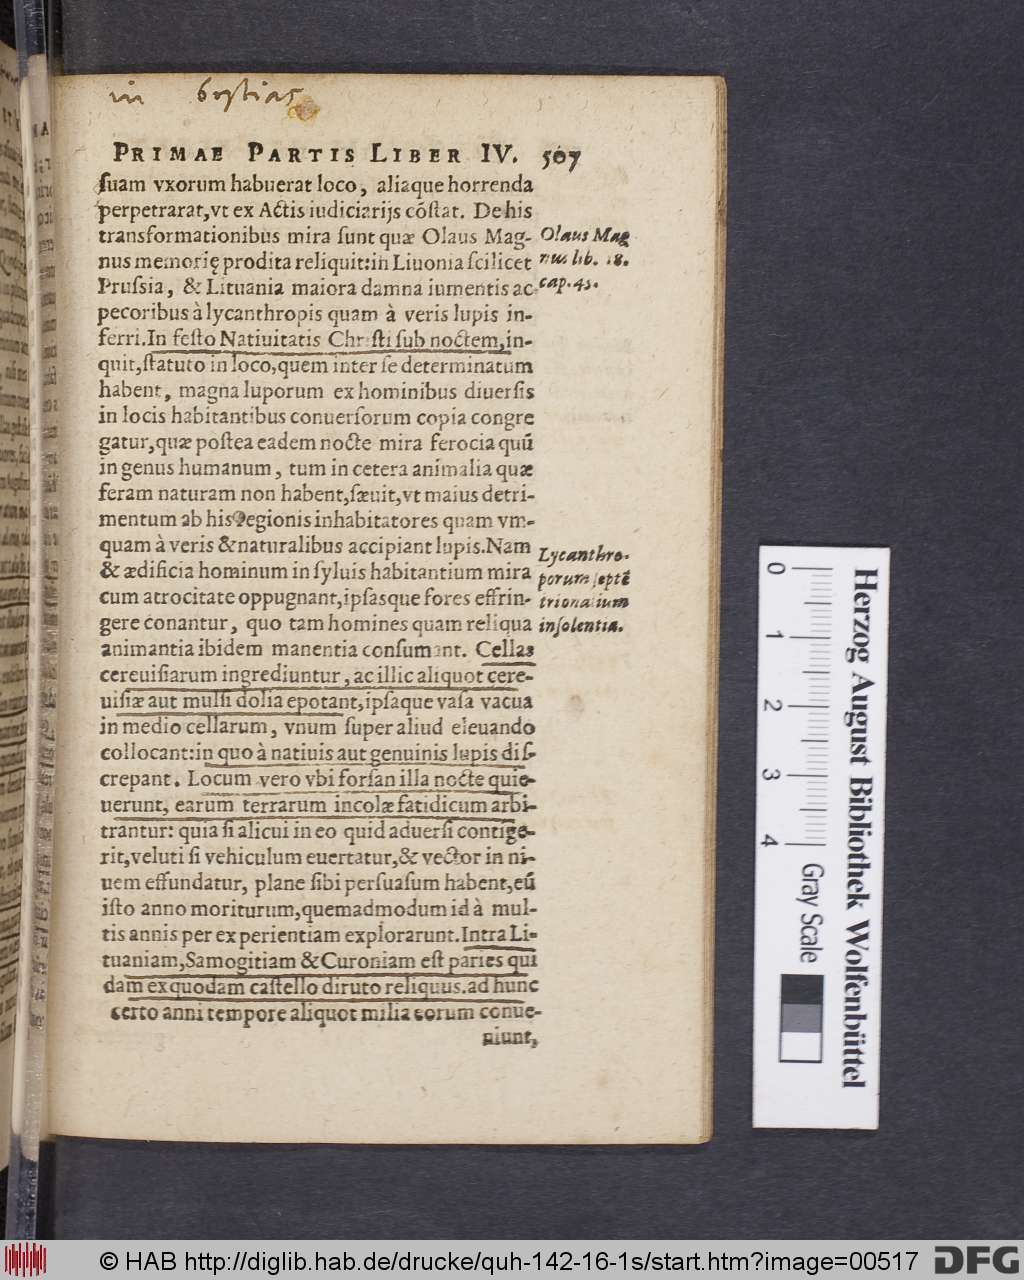 in bestias
PRIMAE PARTIS LIBER IV. 567
suam vxorum habuerat loco, aliaque horrenda
perpetrarat, vt ex Actis iudiciarijs cõstat. De his
transformationibus mira sunt quæ Olaus Mag-
nus memorię prodita reliquit: in Liuonia scilicet
Prussia, & Lituania maiora damna iumentis ac
pecoribus à lycanthropis quam à veris lupis in-
ferri. In festo Natiuitatis Christi sub noctem, in-
quit, statuto in loco, quem inter se determinatum
habent, magna luporum ex hominibus diuersis
in locis habitantibus conuersorum copia congre
gatur, quæ postea eadem nocte mira ferocia quū
in genus humanum, tum in cetera animalia quæ
feram naturam non habent, sæuit, vt maius detri-
mentum ab his Regionis inhabitatores quam vm-
quam à veris & naturalibus accipiant lupis. Nam
& ædificia hominum in syluis habitantium mira
cum atrocitate oppugnant, ipsasque fores effrin-
gere conantur, quo tam homines quam reliqua
animantia ibidem manentia consumant. Cellas
cereuisiarum ingrediuntur, ac illic aliquot cere-
uisiæ aut mulsi dolia epotant, ipsaque vasa vacua
in medio cellarum, vnum super aliud eleuando
collocant: in quo à natiuis aut genuinis lupis dis-
crepant. Locum vero vbi forsan illa nocte quie-
uerunt, earum terrarum incolæ fatidicum arbi-
trantur: quia si alicui in eo quid aduersi contige-
rit, veluti si vehiculum euertatur, & vector in ni-
uem effundatur, plane sibi persuasum habent, eū
isto anno moriturum, quemadmodum id à mul-
tis annis per experientiam explorarunt. Intra Li-
tuaniam, Samogitiam & Curoniam est paries qui
dam ex quodam castello diruto reliquus. ad hunc
certo anni tempore aliquot milia eorum conue-
niunt,
Olaus Mag
nus lib. 18.
cap. 45.
Lycanthro-
porum septē
trionalium
insolentia.
0 1 2 3 4
Gray Scale
Herzog August Bibliothek Wolfenbüttel
© HAB http://diglib.hab.de/drucke/quh-142-16-1s/start.htm?image=00517
DFG